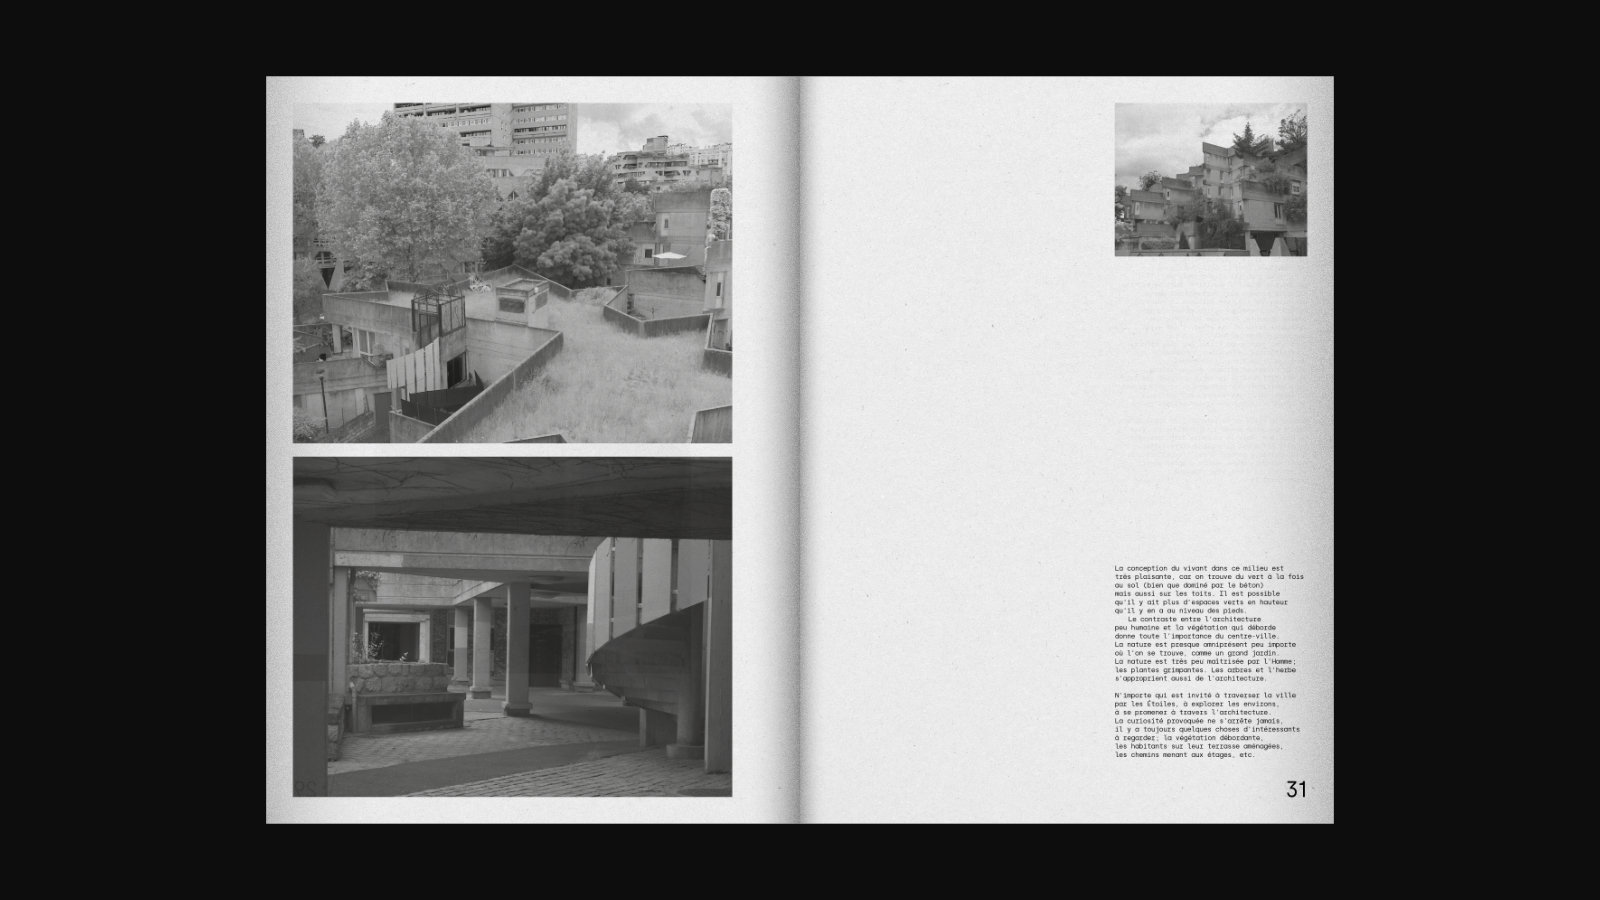 La conception du vivant dans ce milieu est
très plaisante, car on trouve du vert à la fois
au sol (bien que dominé par le béton)
mais aussi sur les toits. Il est possible
qu'il y ait plus d'espaces verts en hauteur
qu'il y en a au niveau des pieds.
Le contraste entre l'architecture
peu humaine et la végétation qui déborde
donne toute l'importance du centre-ville.
La nature est presque omniprésent peu importe
où l'on se trouve, comme un grand jardin.
La nature est très peu maîtrisée par l'Homme;
les plantes grimpantes. Les arbres et l'herbe
s'approprient aussi de l'architecture.
N'importe qui est invité à traverser la ville
par les Étoiles, à explorer les environs,
à se promener à travers l'architecture.
La curiosité provoquée ne s'arrête jamais,
il y a toujours quelques choses d'intéressants
à regarder; la végétation débordante,
les habitants sur leur terrasse aménagées,
les chemins menant aux étages, etc.
31